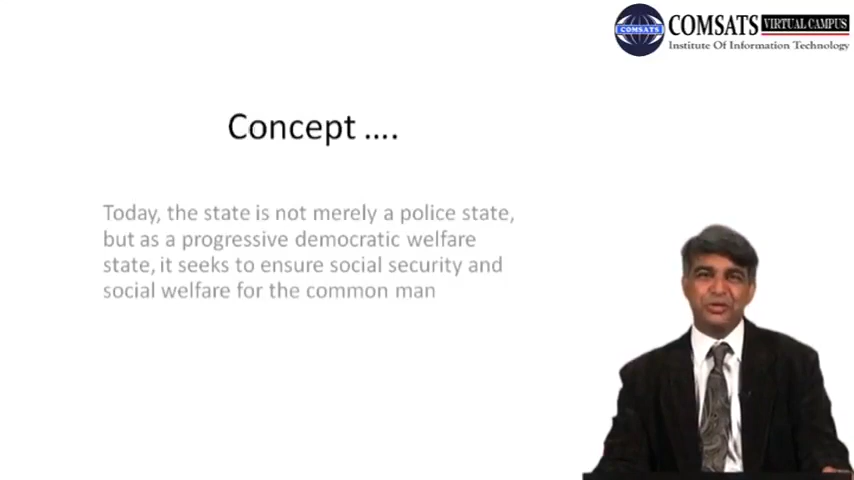 COMSATS
COMSATS VIRTUAL CAMPUS
Institute Of Information Technology
Concept ....
Today, the state is not merely a police state,
but as a progressive democratic welfare
state, it seeks to ensure social security and
social welfare for the common man